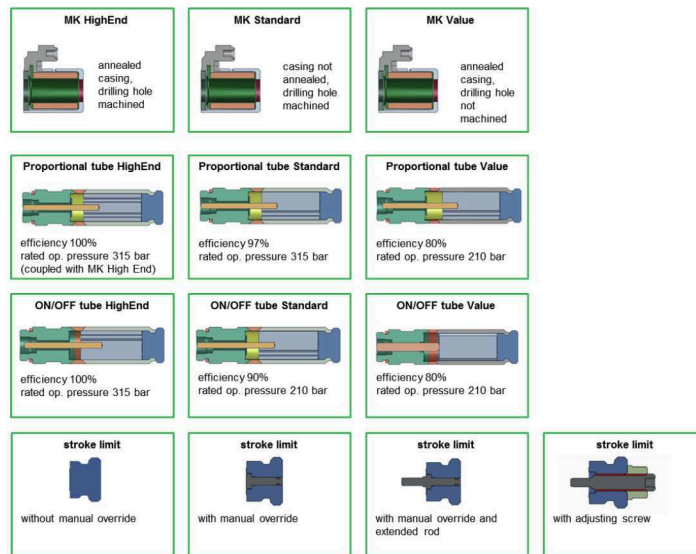 MK HighEnd
annealed
casing,
drilling hole
machined
MK Standard
casing not
annealed,
drilling hole
machined
MK Value
annealed
casing,
drilling hole
not
machined
Proportional tube HighEnd
efficiency 100%
rated op. pressure 315 bar
(coupled with MK High End)
Proportional tube Standard
efficiency 97%
rated op. pressure 315 bar
Proportional tube Value
efficiency 80%
rated op. pressure 210 bar
ON/OFF tube HighEnd
efficiency 100%
rated op. pressure 315 bar
ON/OFF tube Standard
efficiency 90%
rated op. pressure 210 bar
ON/OFF tube Value
efficiency 80%
rated op. pressure 210 bar
stroke limit
without manual override
stroke limit
with manual override
stroke limit
with manual override and
extended rod
stroke limit
with adjusting screw